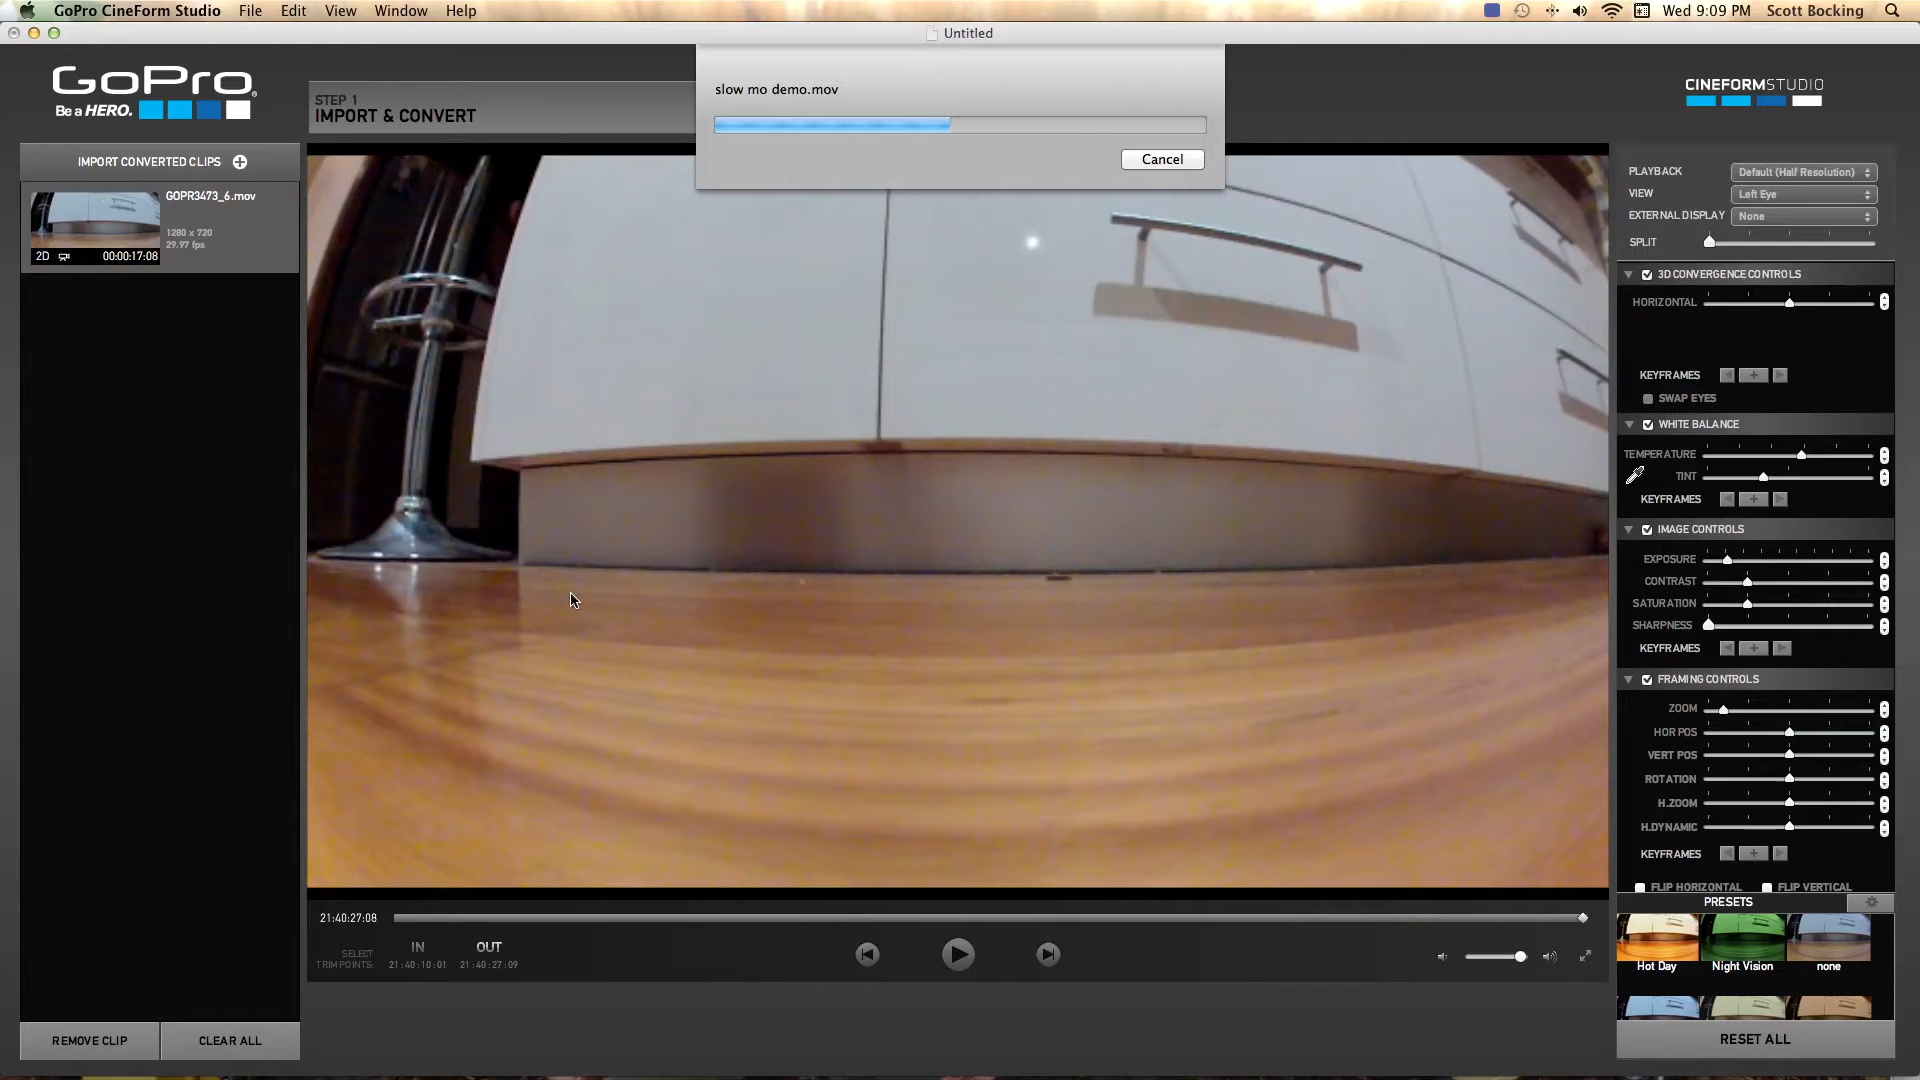 GoPro CineForm Studio File Edit View Window Help
Wed 9:09 PM Scott Bocking
Untitled
GoPro
Be a HERO.
STEP 1
IMPORT & CONVERT
slow mo demo.mov
Cancel
CINEFORMSTUDIO
IMPORT CONVERTED CLIPS
GOPR3473_6.mov
1280 x 720
29.97 fps
2D 00:00:17:08
PLAYBACK Default (Half Resolution)
VIEW Left Eye
EXTERNAL DISPLAY None
SPLIT
3D CONVERGENCE CONTROLS
HORIZONTAL
KEYFRAMES
SWAP EYES
WHITE BALANCE
TEMPERATURE
TINT
KEYFRAMES
IMAGE CONTROLS
EXPOSURE
CONTRAST
SATURATION
SHARPNESS
KEYFRAMES
FRAMING CONTROLS
ZOOM
HOR POS
VERT POS
ROTATION
H.ZOOM
H.DYNAMIC
KEYFRAMES
FLIP HORIZONTAL FLIP VERTICAL
PRESETS
Hot Day Night Vision none
RESET ALL
21:40:27:08
SELECT
TRIM POINTS:
IN OUT
21:40:10:01 21:40:27:09
REMOVE CLIP CLEAR ALL